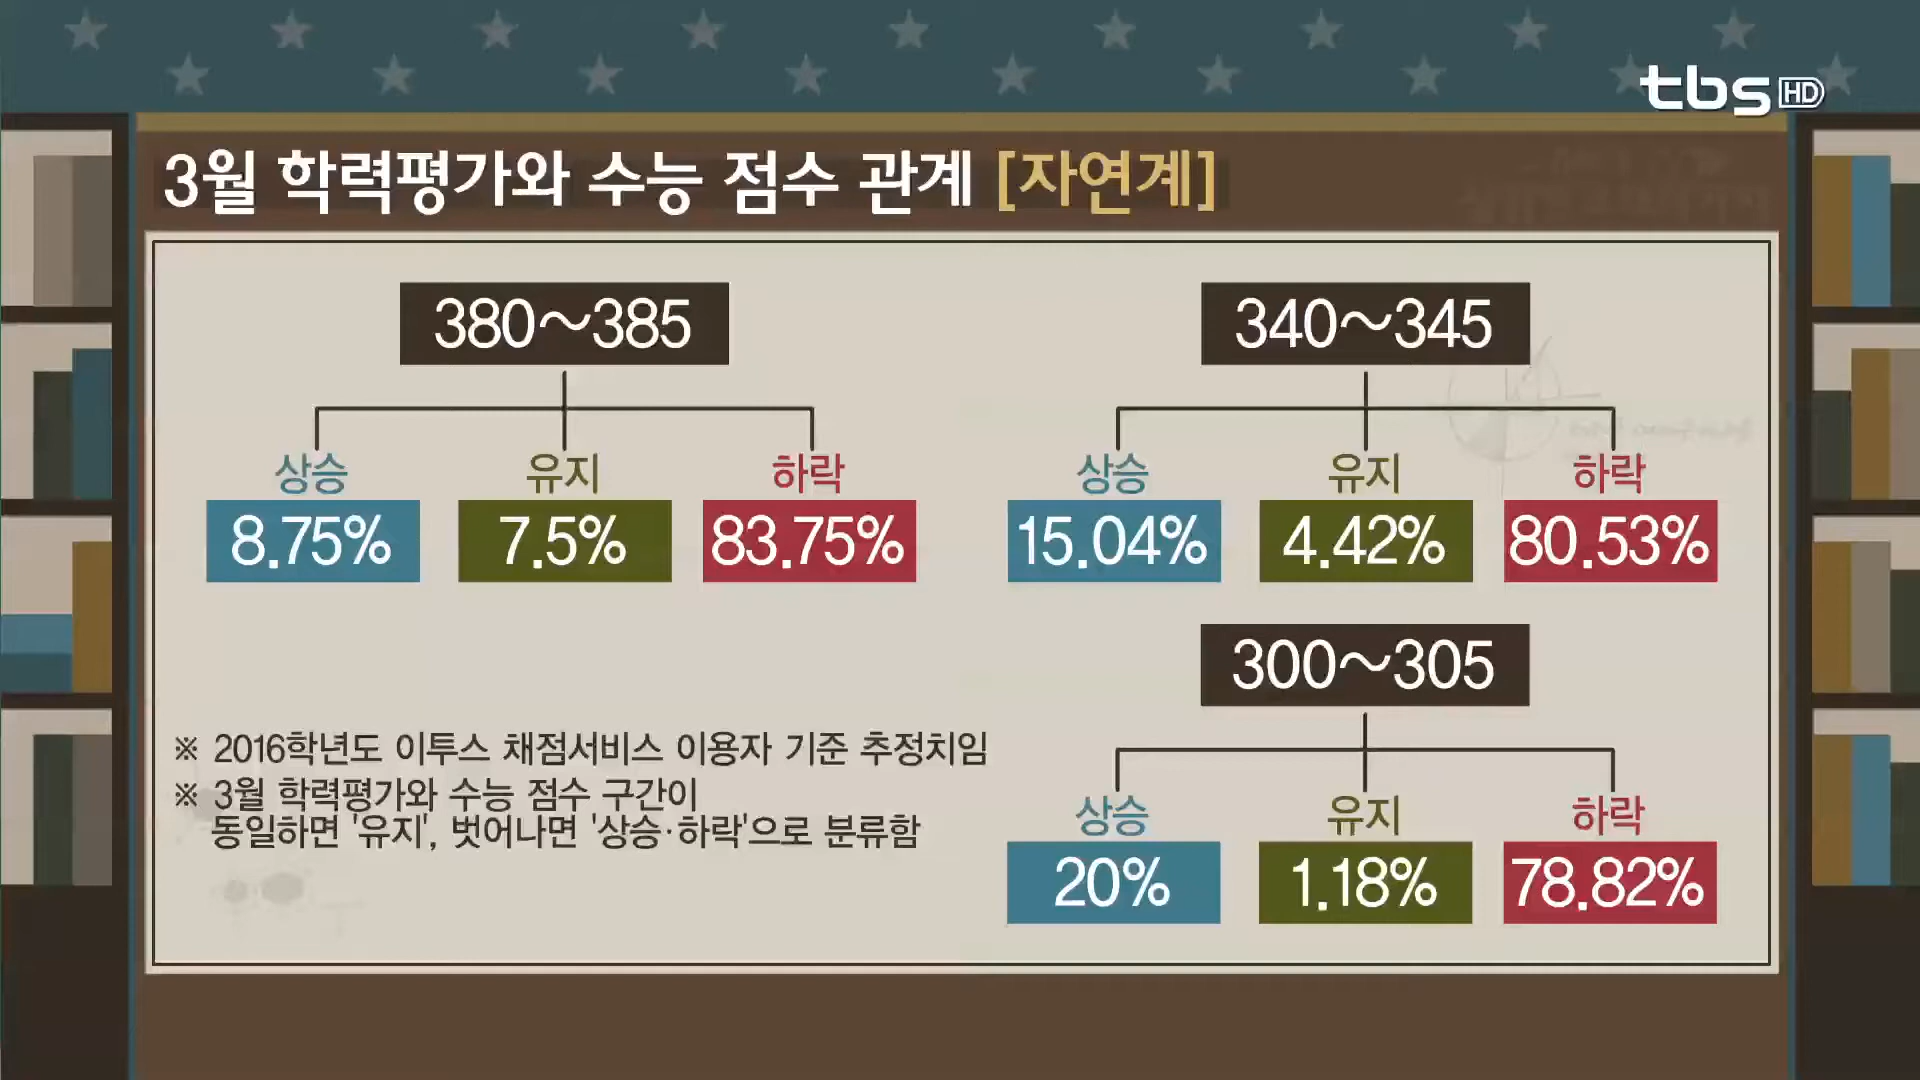 tbs HD
3월 학력평가와 수능 점수 관계 [자연계]
380~385
상승 유지 하락
8.75% 7.5% 83.75%
340~345
상승 유지 하락
15.04% 4.42% 80.53%
300~305
상승 유지 하락
20% 1.18% 78.82%
※ 2016학년도 이투스 채점서비스 이용자 기준 추정치임
※ 3월 학력평가와 수능 점수 구간이
동일하면 '유지', 벗어나면 '상승·하락'으로 분류함